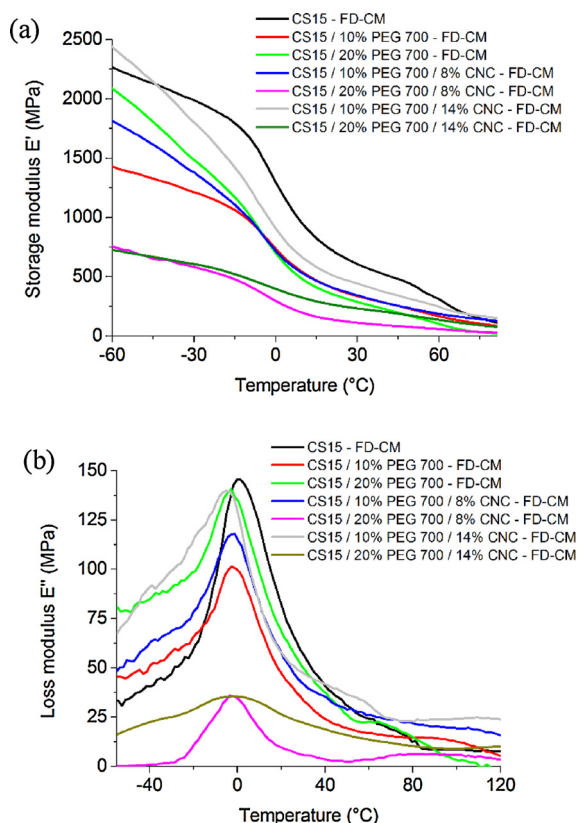 (a)
CS15 - FD-CM
CS15 / 10% PEG 700 - FD-CM
CS15 / 20% PEG 700 - FD-CM
CS15 / 10% PEG 700 / 8% CNC - FD-CM
CS15 / 20% PEG 700 / 8% CNC - FD-CM
CS15 / 10% PEG 700 / 14% CNC - FD-CM
CS15 / 20% PEG 700 / 14% CNC - FD-CM
Storage modulus E' (MPa)
2500
2000
1500
1000
500
0
-60 -30 0 30 60
Temperature (°C)
(b)
CS15 - FD-CM
CS15 / 10% PEG 700 - FD-CM
CS15 / 20% PEG 700 - FD-CM
CS15 / 10% PEG 700 / 8% CNC - FD-CM
CS15 / 20% PEG 700 / 8% CNC - FD-CM
CS15 / 10% PEG 700 / 14% CNC - FD-CM
CS15 / 20% PEG 700 / 14% CNC - FD-CM
Loss modulus E" (MPa)
150
125
100
75
50
25
0
-40 0 40 80 120
Temperature (°C)